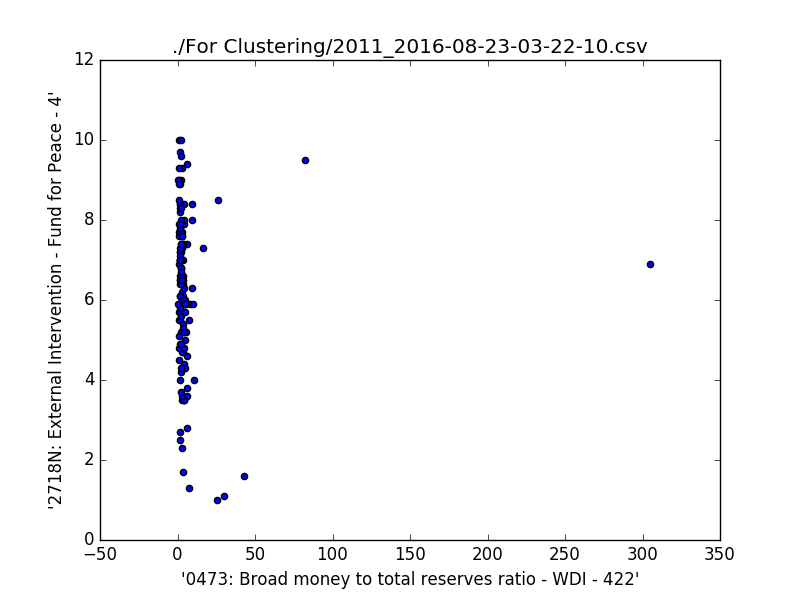 ./For Clustering/2011_2016-08-23-03-22-10.csv
12
10
8
6
4
2
0
'2718N: External Intervention - Fund for Peace - 4'
−50 0 50 100 150 200 250 300 350
'0473: Broad money to total reserves ratio - WDI - 422'